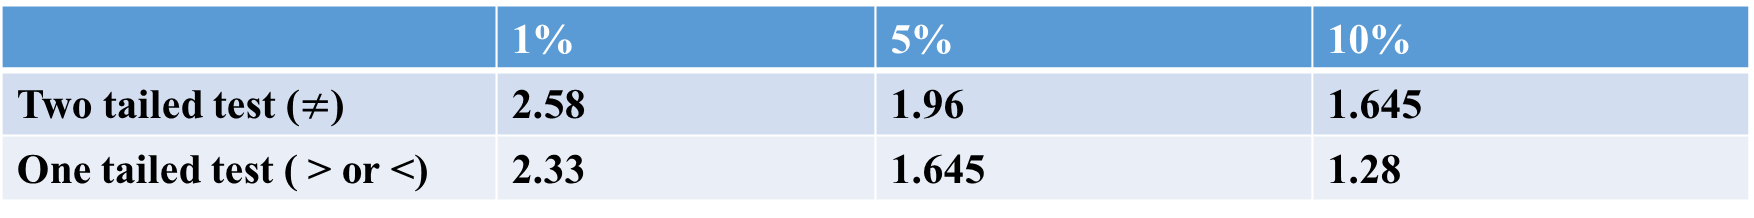 1% 5% 10%
Two tailed test (≠) 2.58 1.96 1.645
One tailed test ( > or <) 2.33 1.645 1.28